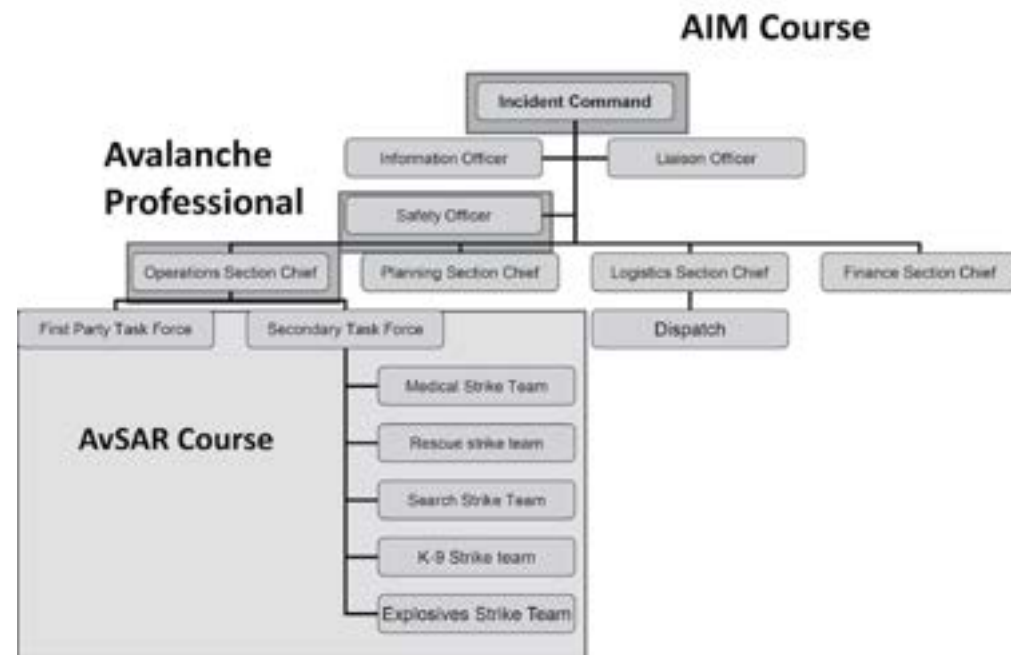 AIM Course
Incident Command
Avalanche
Professional
Information Officer
Liaison Officer
Safety Officer
Operations Section Chief
Planning Section Chief
Logistics Section Chief
Finance Section Chief
First Party Task Force
Secondary Task Force
Dispatch
Medical Strike Team
AvSAR Course
Rescue strike team
Search Strike Team
K-9 Strike team
Explosives Strike Team